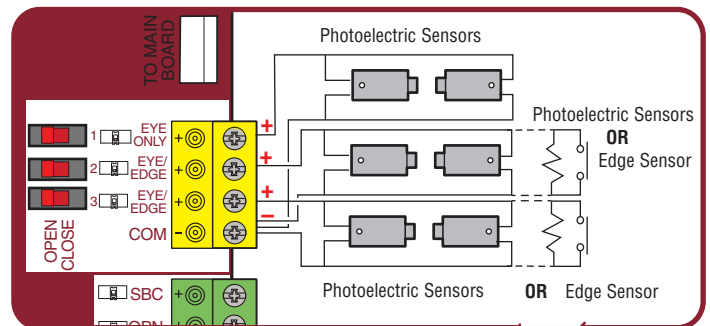 TO MAIN
BOARD
Photoelectric Sensors
Photoelectric Sensors
OR
Edge Sensor
1 EYE
ONLY
+
+
2 EYE/
EDGE
+
+
3 EYE/
EDGE
+
+
COM
-
−
OPEN
CLOSE
Photoelectric Sensors OR Edge Sensor
SBC
+
OPN